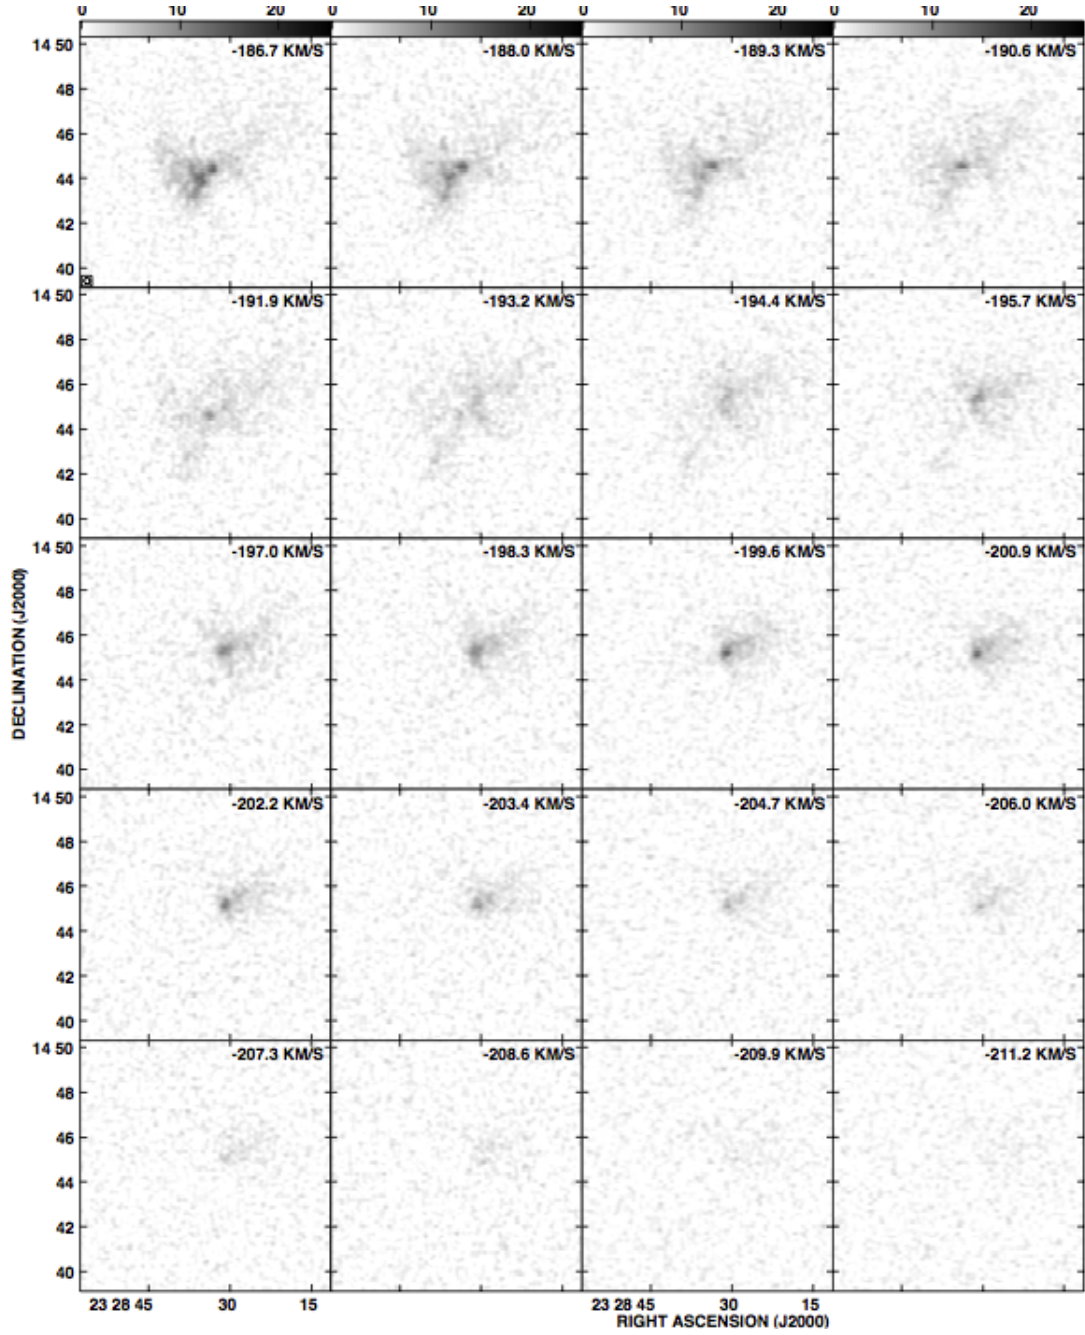 0 10 20 0 10 20 0 10 20 0 10 20
14 50 -186.7 KM/S -188.0 KM/S -189.3 KM/S -190.6 KM/S
48
46
44
42
40
14 50 -191.9 KM/S -193.2 KM/S -194.4 KM/S -195.7 KM/S
48
46
44
42
40
14 50 -197.0 KM/S -198.3 KM/S -199.6 KM/S -200.9 KM/S
48
46
44
42
40
DECLINATION (J2000)
14 50 -202.2 KM/S -203.4 KM/S -204.7 KM/S -206.0 KM/S
48
46
44
42
40
14 50 -207.3 KM/S -208.6 KM/S -209.9 KM/S -211.2 KM/S
48
46
44
42
40
23 28 45 30 15 23 28 45 30 15
RIGHT ASCENSION (J2000)